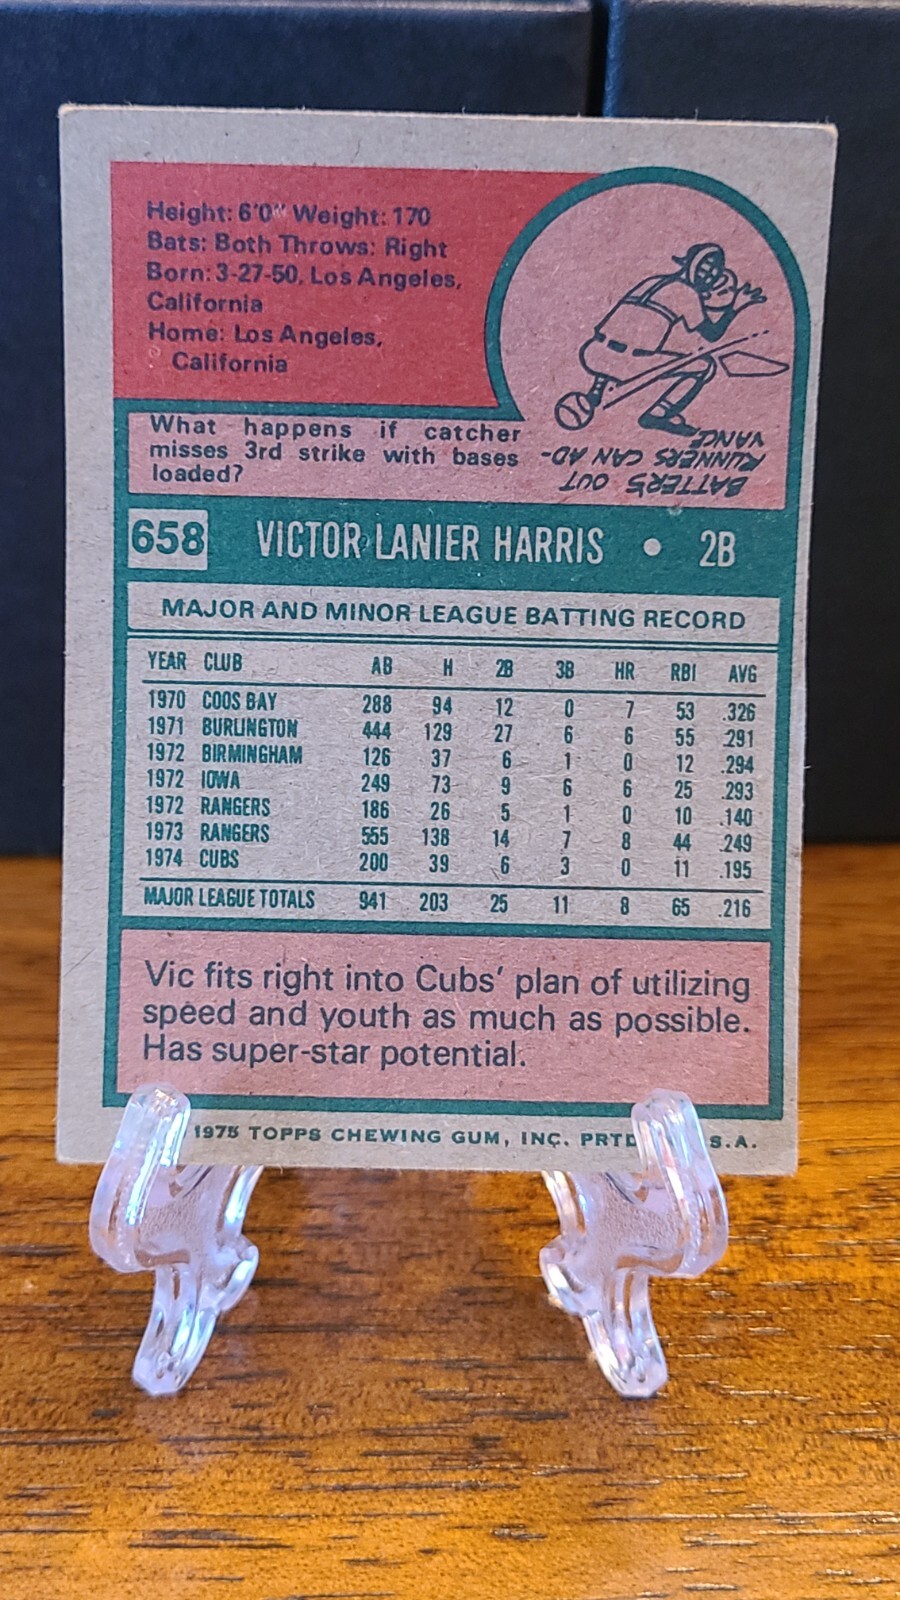 Height: 6'0" Weight: 170
Bats: Both Throws: Right
Born: 3-27-50, Los Angeles,
California
Home: Los Angeles,
California
What happens if catcher
misses 3rd strike with bases
loaded?
BATTER'S OUT
RUNNERS CAN AD-
VANCE
658 VICTOR LANIER HARRIS • 2B
MAJOR AND MINOR LEAGUE BATTING RECORD
YEAR CLUB AB H 2B 3B HR RBI AVG
1970 COOS BAY 288 94 12 0 7 53 .326
1971 BURLINGTON 444 129 27 6 6 55 .291
1972 BIRMINGHAM 126 37 6 1 0 12 .294
1972 IOWA 249 73 9 6 6 25 .293
1972 RANGERS 186 26 5 1 0 10 .140
1973 RANGERS 555 138 14 7 8 44 .249
1974 CUBS 200 39 6 3 0 11 .195
MAJOR LEAGUE TOTALS 941 203 25 11 8 65 .216
Vic fits right into Cubs' plan of utilizing
speed and youth as much as possible.
Has super-star potential.
1975 TOPPS CHEWING GUM, INC. PRTD S.A.